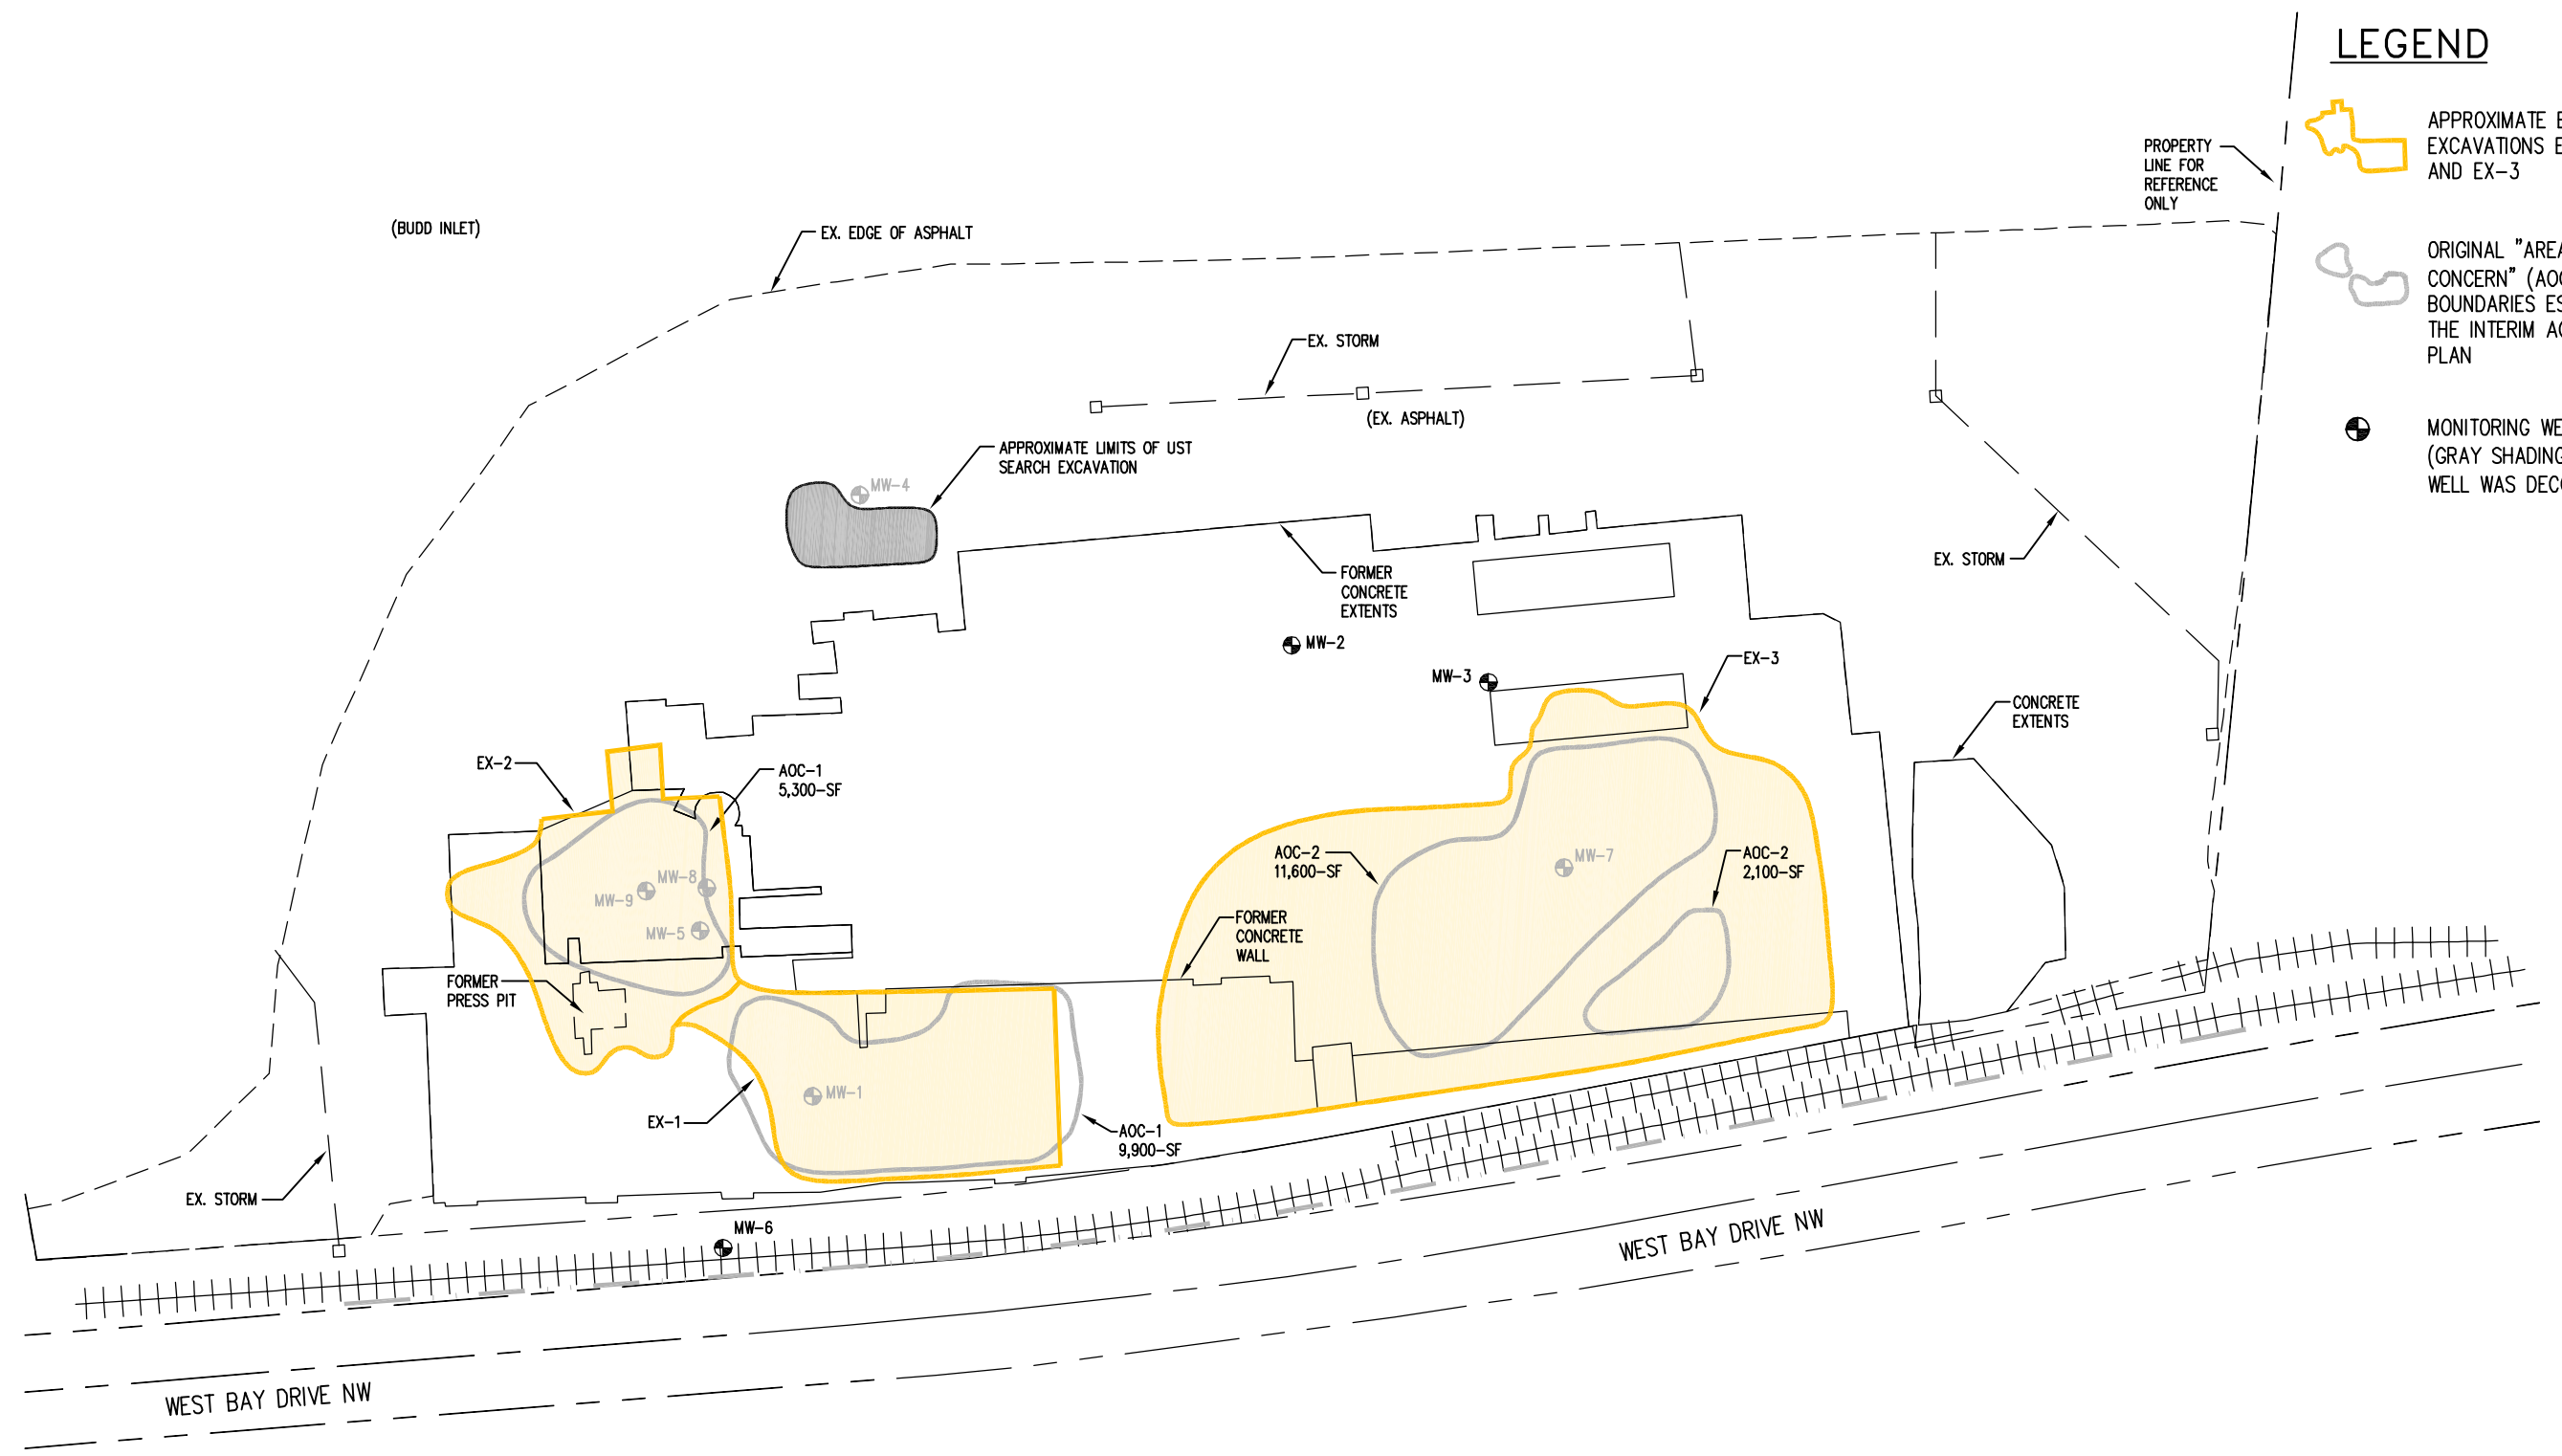 LEGEND
APPROXIMATE
EXCAVATIONS
AND EX-3
ORIGINAL "AREA
CONCERN" (AOC
BOUNDARIES
THE INTERIM
PLAN
MONITORING
(GRAY SHADING
WELL WAS
PROPERTY
LINE FOR
REFERENCE
ONLY
(BUDD INLET)
EX. EDGE OF ASPHALT
EX. STORM
(EX. ASPHALT)
APPROXIMATE LIMITS OF UST
SEARCH EXCAVATION
MW-4
EX. STORM
FORMER
CONCRETE
EXTENTS
MW-2
MW-3
EX-3
CONCRETE
EXTENTS
EX-2
AOC-1
5,300-SF
AOC-2
11,600-SF
MW-7
AOC-2
2,100-SF
MW-8
MW-9
MW-5
FORMER
CONCRETE
WALL
FORMER
PRESS PIT
MW-1
EX-1
AOC-1
9,900-SF
EX. STORM
MW-6
WEST BAY DRIVE NW
WEST BAY DRIVE NW